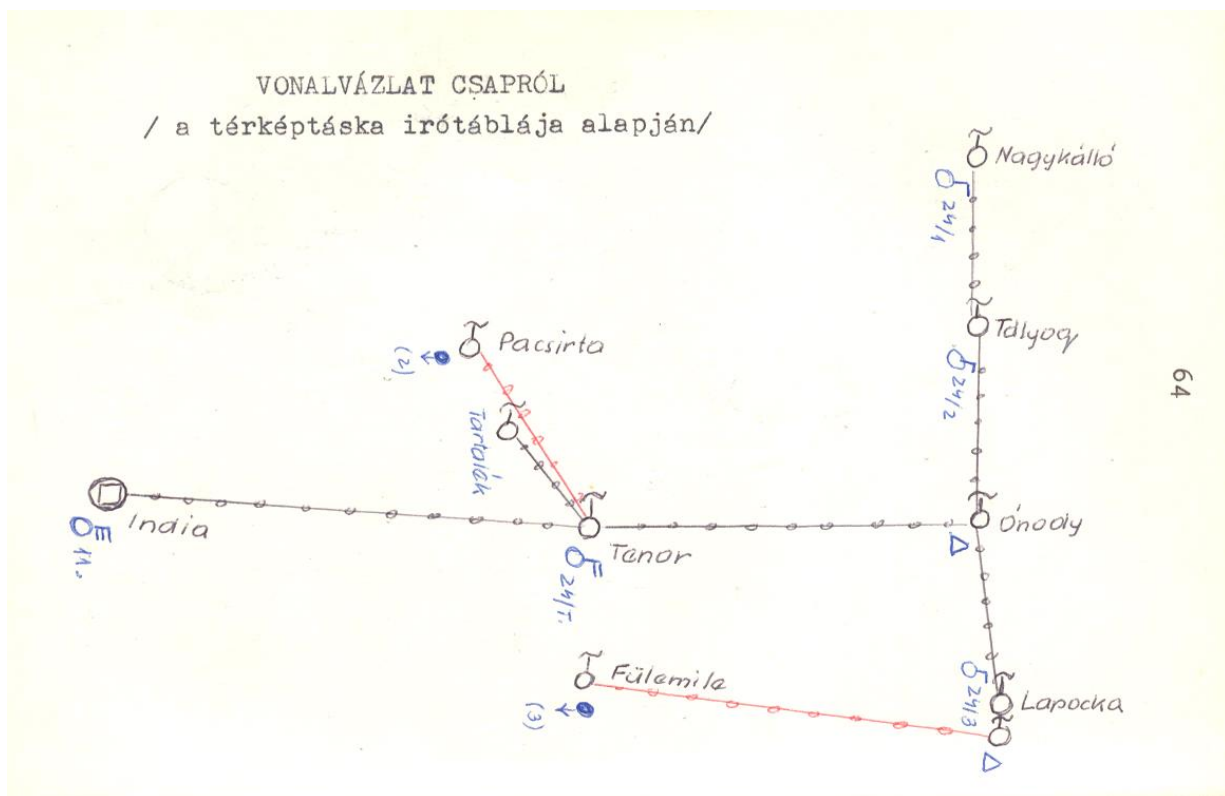 VONALVÁZLAT CSAPRÓL
/ a térképtáska irótáblája alapján/
Nagykálló
24/1
Tályog
24/2
64
Pacsirta
(2)
Tartalék
India
11.
Tenor
24/T.
Ónody
Fülemile
(3)
24/3
Lapocka